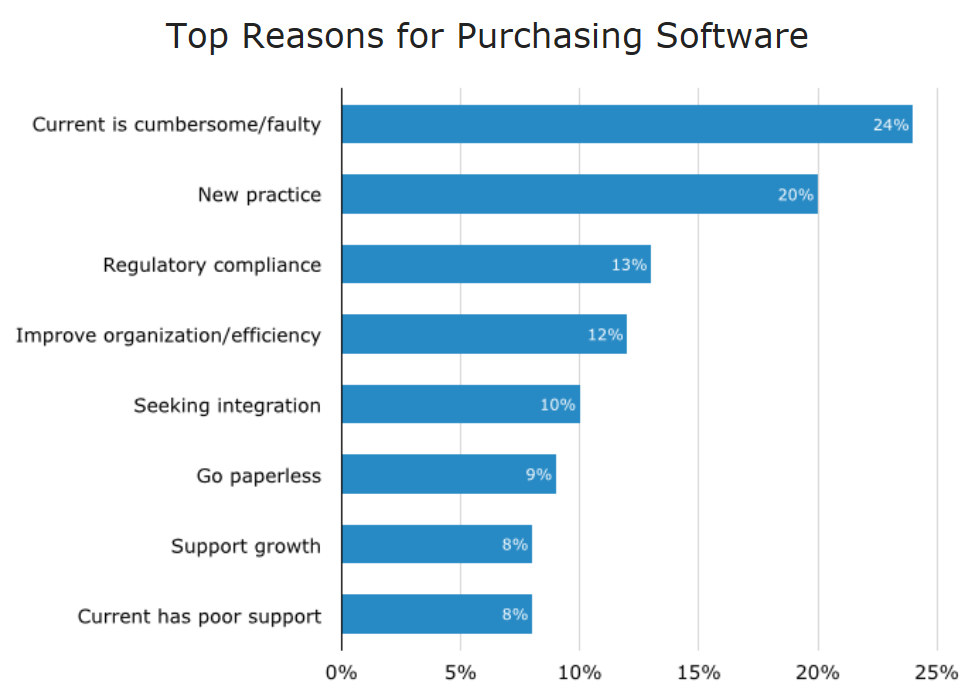 Top Reasons for Purchasing Software
Current is cumbersome/faulty
24%
New practice
20%
Regulatory compliance
13%
Improve organization/efficiency
12%
Seeking integration
10%
Go paperless
9%
Support growth
8%
Current has poor support
8%
0% 5% 10% 15% 20% 25%